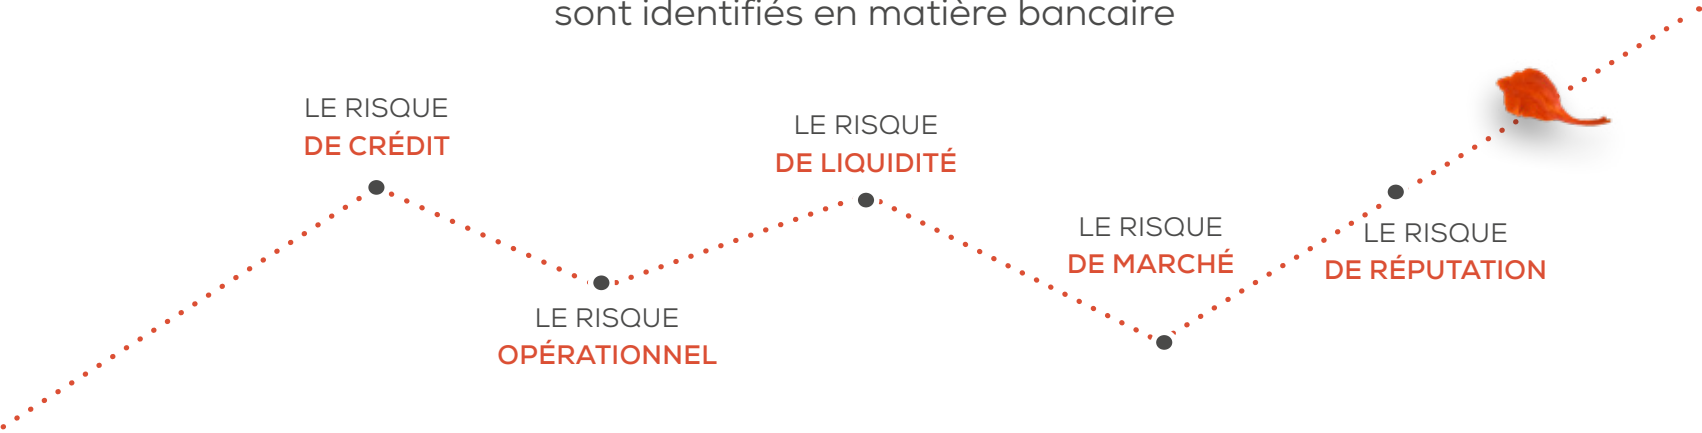 sont identifiés en matière bancaire
LE RISQUE
DE CRÉDIT
LE RISQUE
OPÉRATIONNEL
LE RISQUE
DE LIQUIDITÉ
LE RISQUE
DE MARCHÉ
LE RISQUE
DE RÉPUTATION